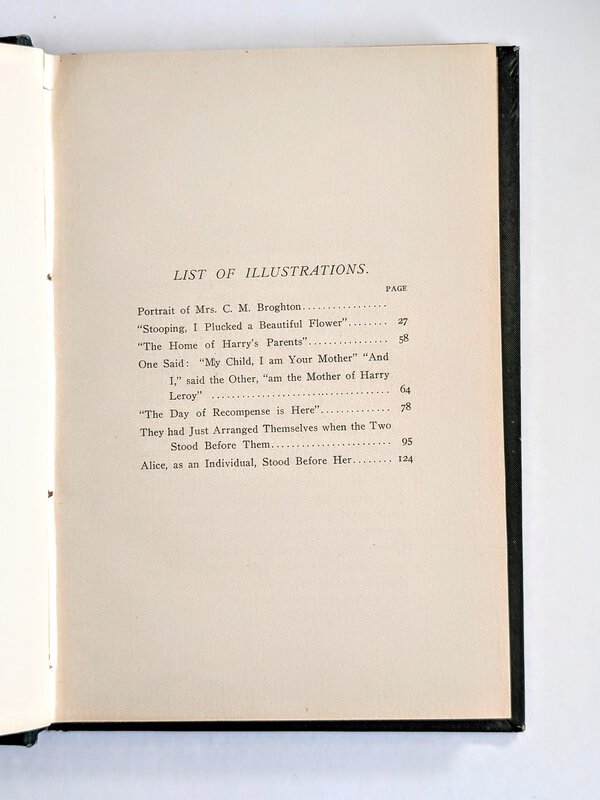 LIST OF ILLUSTRATIONS.
PAGE
Portrait of Mrs. C. M. Broghton.................
"Stooping, I Plucked a Beautiful Flower"........ 27
"The Home of Harry's Parents"............... 58
One Said: "My Child, I am Your Mother" "And
I," said the Other, "am the Mother of Harry
Leroy" .................................. 64
"The Day of Recompense is Here"............. 78
They had Just Arranged Themselves when the Two
Stood Before Them....................... 95
Alice, as an Individual, Stood Before Her........ 124